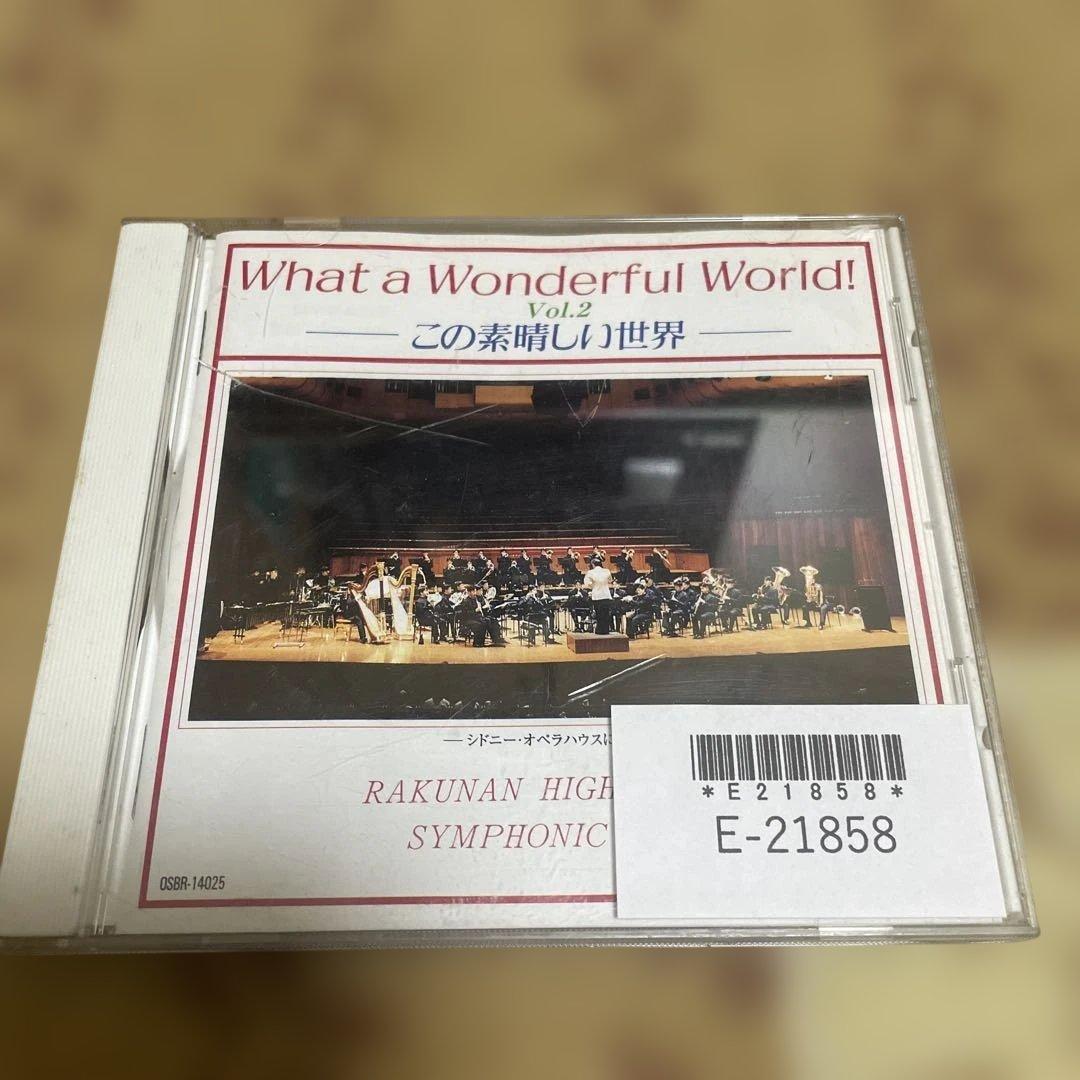 What a Wonderful World!
Vol.2
この素晴しい世界
—シドニー・オペラハウスに
RAKUNAN HIGH
SYMPHONIC
OSBR-14025
*E21858*
E-21858